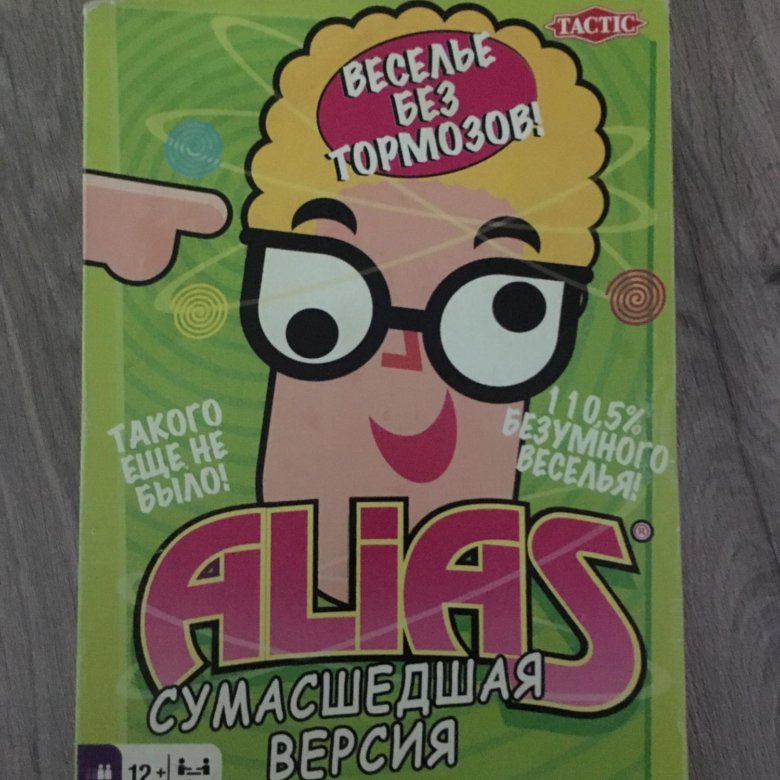 TACTIC
ВЕСЕЛЬЕ
БЕЗ
ТОРМОЗОВ!
ТАКОГО
ЕЩЕ НЕ
БЫЛО!
110,5%
БЕЗУМНОГО
ВЕСЕЛЬЯ!
ALiAS®
СУМАСШЕДШАЯ
ВЕРСИЯ
12+